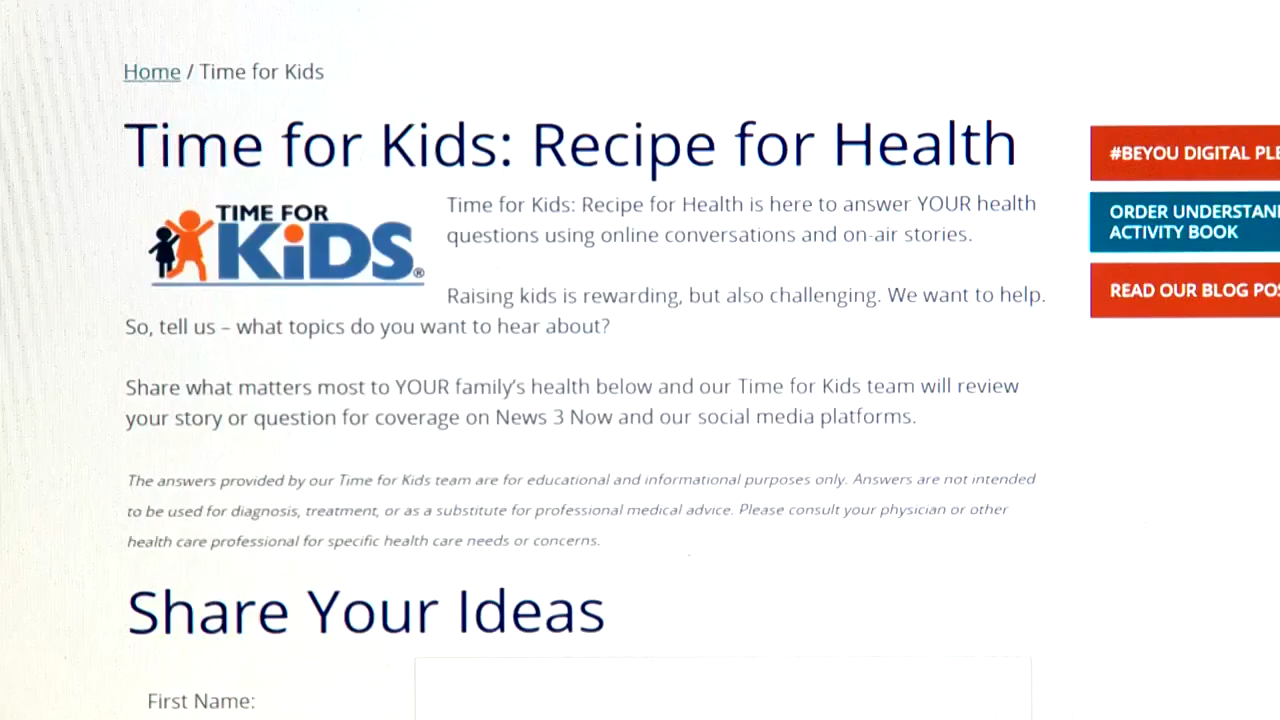 Home / Time for Kids
Time for Kids: Recipe for Health
TIME FOR
KiDS®
Time for Kids: Recipe for Health is here to answer YOUR health
questions using online conversations and on-air stories.
Raising kids is rewarding, but also challenging. We want to help.
So, tell us – what topics do you want to hear about?
Share what matters most to YOUR family's health below and our Time for Kids team will review
your story or question for coverage on News 3 Now and our social media platforms.
The answers provided by our Time for Kids team are for educational and informational purposes only. Answers are not intended
to be used for diagnosis, treatment, or as a substitute for professional medical advice. Please consult your physician or other
health care professional for specific health care needs or concerns.
Share Your Ideas
First Name:
#BEYOU DIGITAL
ORDER
ACTIVITY BOOK
READ OUR BLOG